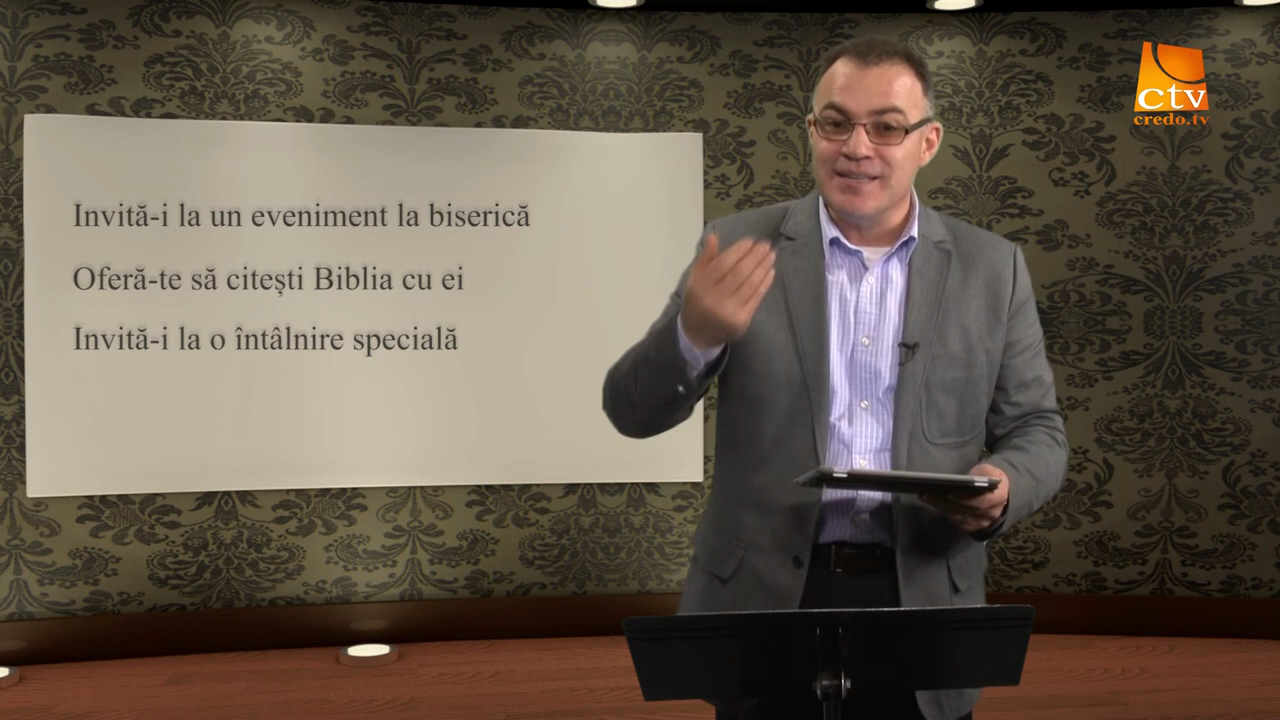 ctv
credo.tv
Invită-i la un eveniment la biserică
Oferă-te să citești Biblia cu ei
Invită-i la o întâlnire specială